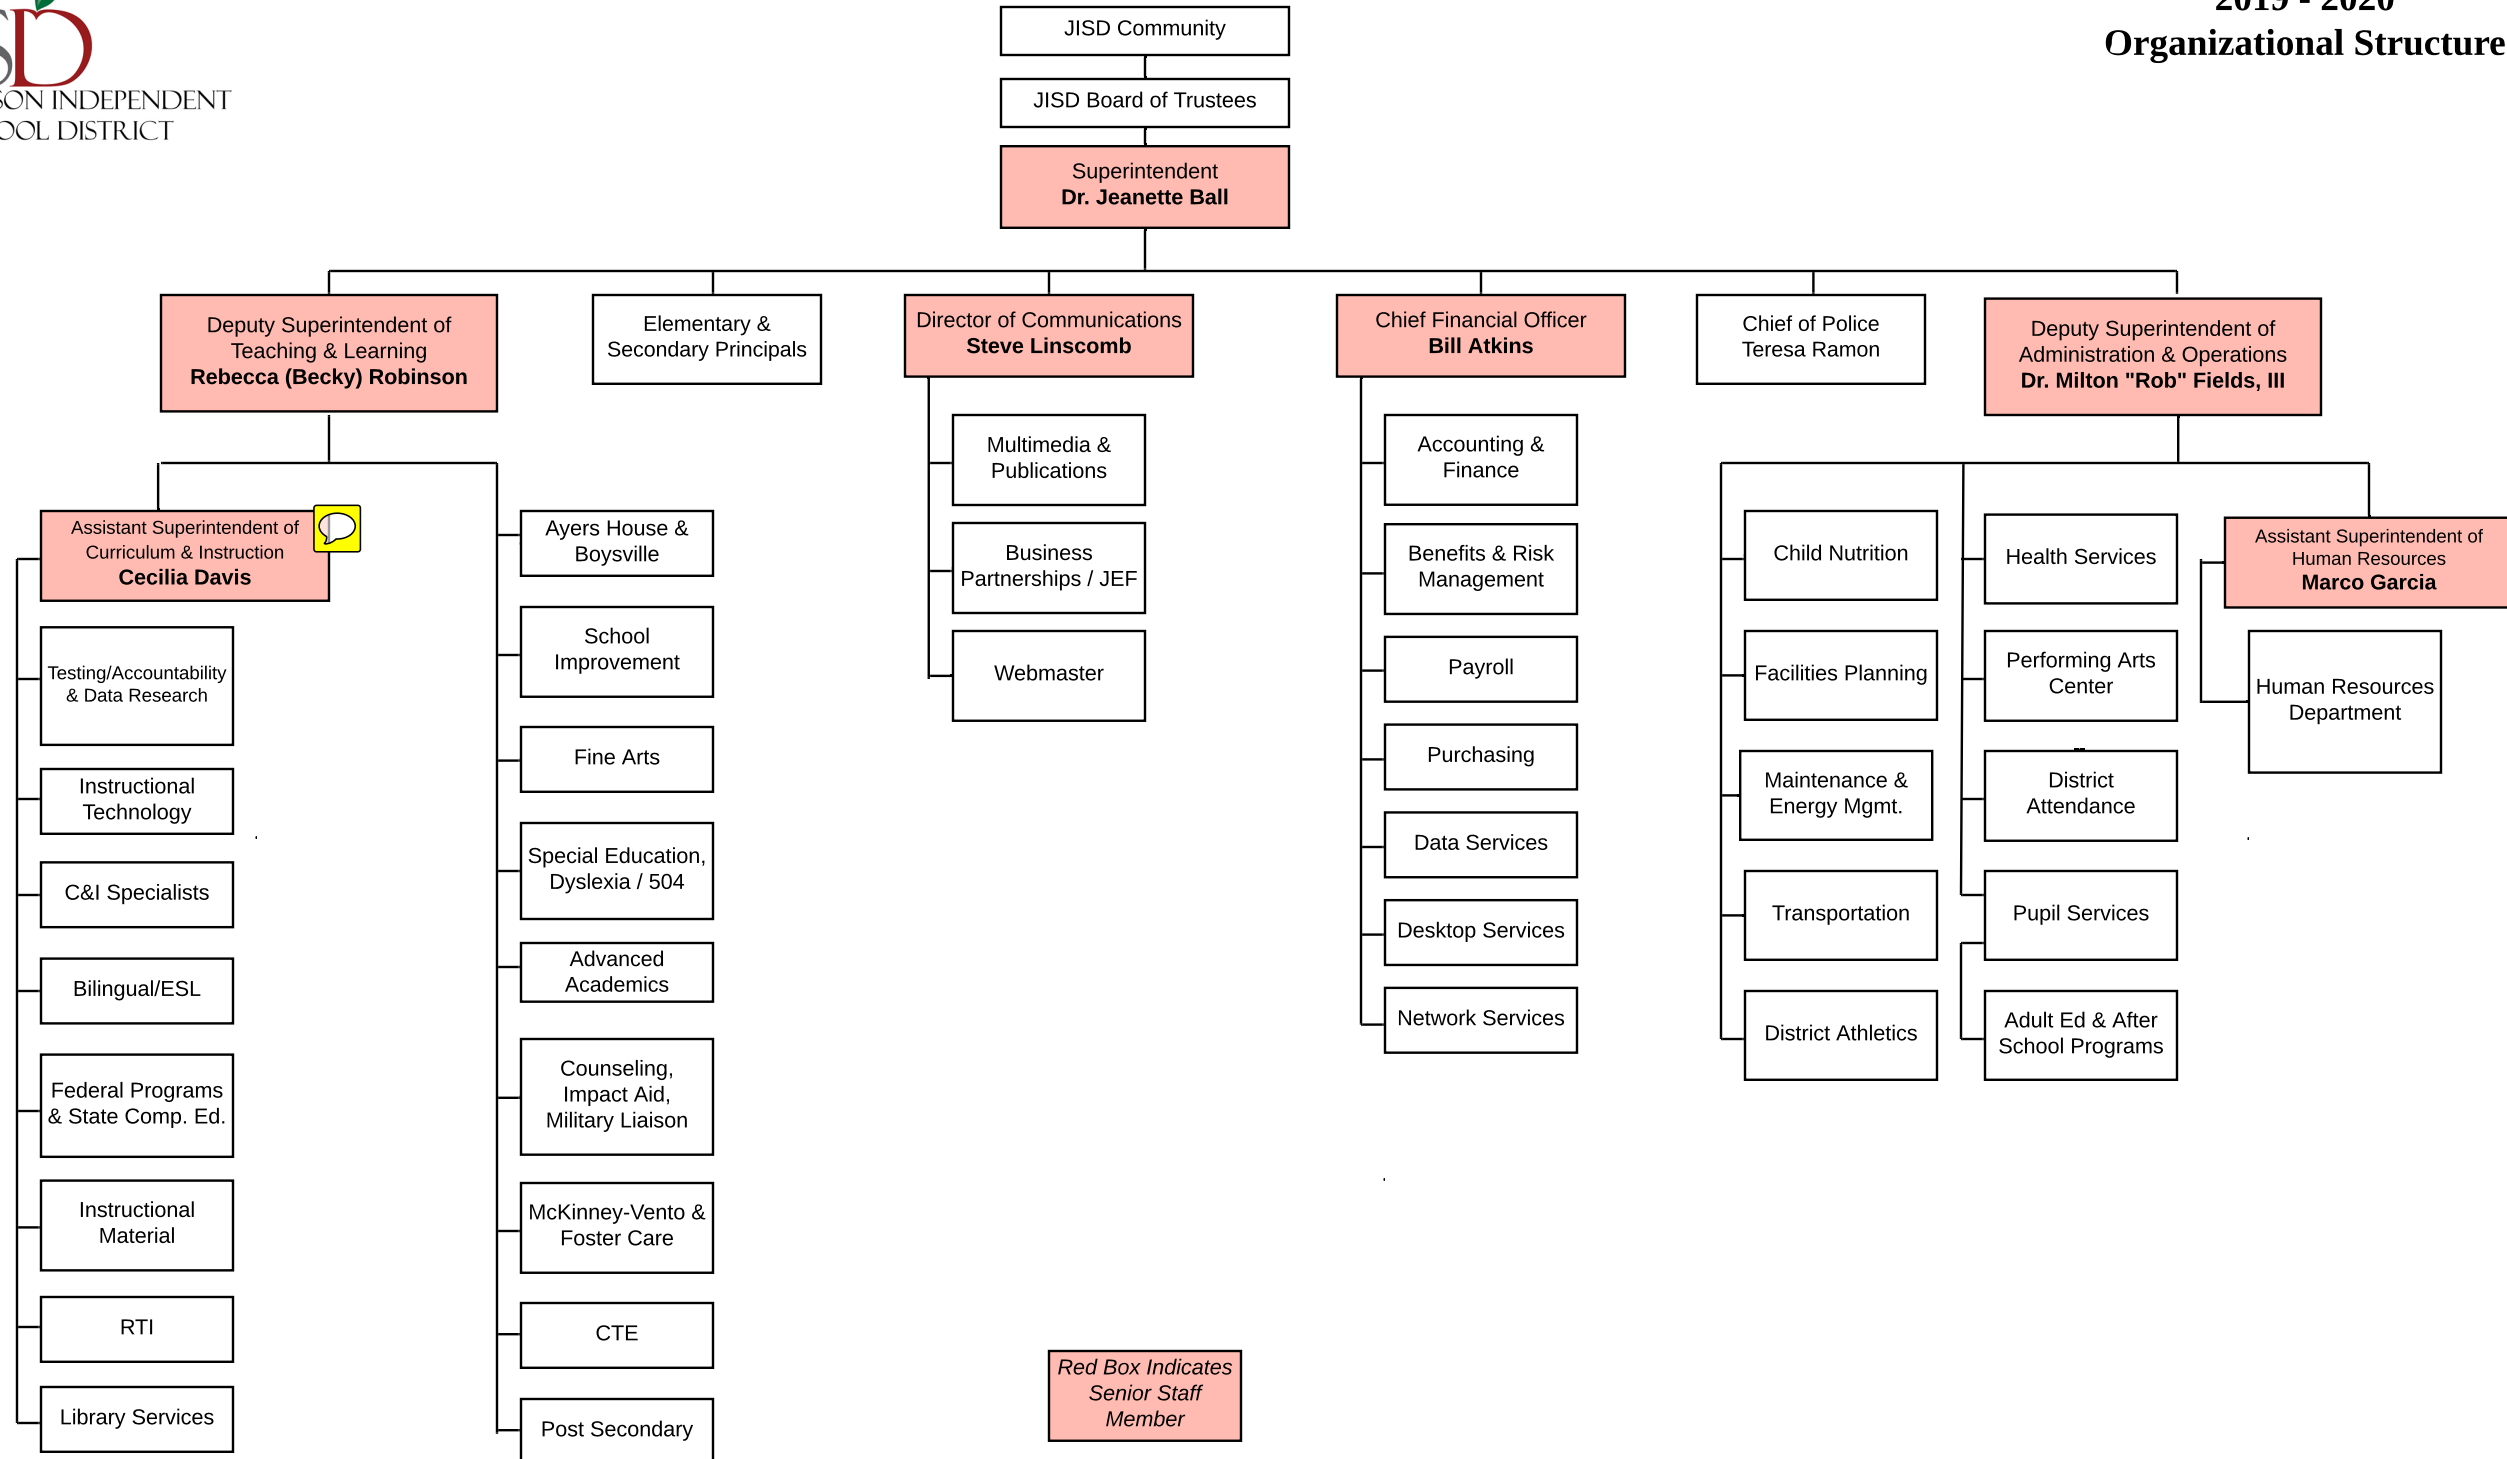 SD
SON INDEPENDENT
OOL DISTRICT
2019 - 2020
Organizational Structure
JISD Community
JISD Board of Trustees
Superintendent
Dr. Jeanette Ball
Deputy Superintendent of
Teaching & Learning
Rebecca (Becky) Robinson
Elementary &
Secondary Principals
Director of Communications
Steve Linscomb
Chief Financial Officer
Bill Atkins
Chief of Police
Teresa Ramon
Deputy Superintendent of
Administration & Operations
Dr. Milton "Rob" Fields, III
Assistant Superintendent of
Curriculum & Instruction
Cecilia Davis
Testing/Accountability
& Data Research
Instructional
Technology
C&I Specialists
Bilingual/ESL
Federal Programs
& State Comp. Ed.
Instructional
Material
RTI
Library Services
Ayers House &
Boysville
School
Improvement
Fine Arts
Special Education,
Dyslexia / 504
Advanced
Academics
Counseling,
Impact Aid,
Military Liaison
McKinney-Vento &
Foster Care
CTE
Post Secondary
Multimedia &
Publications
Business
Partnerships / JEF
Webmaster
Accounting &
Finance
Benefits & Risk
Management
Payroll
Purchasing
Data Services
Desktop Services
Network Services
Child Nutrition
Facilities Planning
Maintenance &
Energy Mgmt.
Transportation
District Athletics
Health Services
Performing Arts
Center
District
Attendance
Pupil Services
Adult Ed & After
School Programs
Assistant Superintendent of
Human Resources
Marco Garcia
Human Resources
Department
Red Box Indicates
Senior Staff
Member